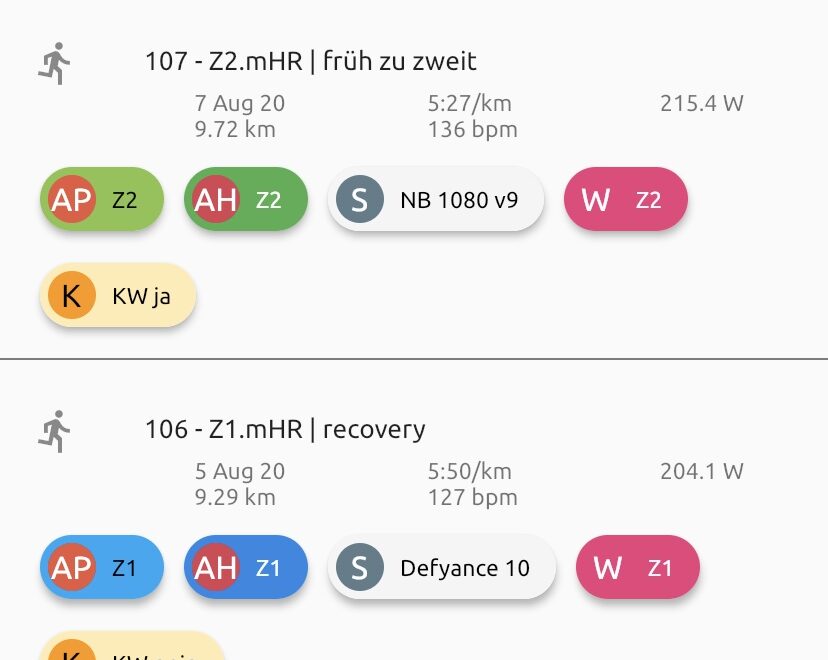 107 - Z2.mHR | früh zu zweit
7 Aug 20 5:27/km 215.4 W
9.72 km 136 bpm
AP Z2 AH Z2 S NB 1080 v9 W Z2
K KW ja
106 - Z1.mHR | recovery
5 Aug 20 5:50/km 204.1 W
9.29 km 127 bpm
AP Z1 AH Z1 S Defyance 10 W Z1
K KW